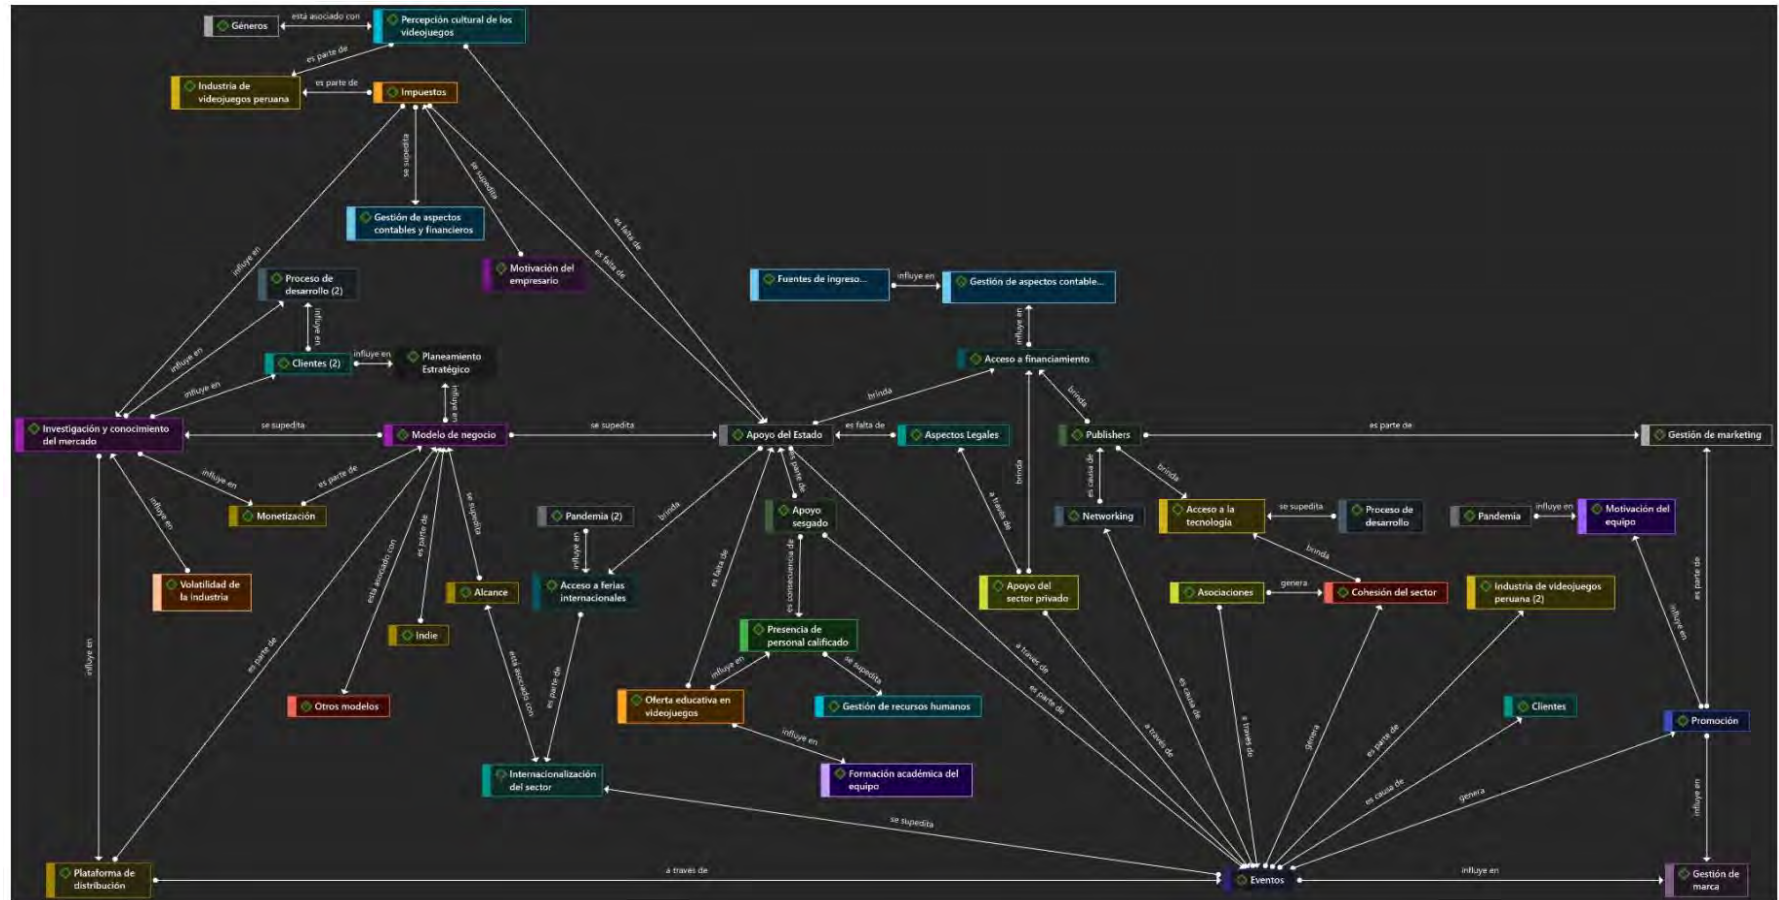 Géneros
está asociado con
Percepción cultural de los
videojuegos
es parte de
Industria de
videojuegos peruana
es parte de
Impuestos
se supedita
se supedita
es falta de
es falta de
influye en
Gestión de aspectos
contables y financieros
Motivación del
empresario
Proceso de
desarrollo (2)
Fuentes de ingreso...
influye en
Gestión de aspectos contable...
influye en
influye en
influye en
Clientes (2)
influye en
Planeamiento
Estratégico
Acceso a financiamiento
influye en
influye en
brinda
brinda
brinda
Investigación y conocimiento
del mercado
se supedita
Modelo de negocio
se supedita
Apoyo del Estado
es falta de
Aspectos Legales
Publishers
es parte de
Gestión de marketing
influye en
es parte de
se supedita
es parte de
es causa de
brinda
Monetización
Pandemia (2)
brinda
Apoyo
sesgado
a través de
Networking
Acceso a la
tecnología
se supedita
Proceso de
desarrollo
Pandemia
influye en
Motivación del
equipo
influye en
es parte de
está asociado con
influye en
es falta de
es consecuencia de
brinda
es parte de
Volatilidad de
la industria
Alcance
Acceso a ferias
internacionales
Apoyo del
sector privado
Asociaciones
genera
Cohesión del sector
Industria de videojuegos
peruana (2)
Indie
Presencia de
personal calificado
influye en
influye en
es parte de
está asociado con
es parte de
influye en
se supedita
a través de
es parte de
es causa de
Otros modelos
Oferta educativa en
videojuegos
Gestión de recursos humanos
Clientes
Promoción
influye en
a través de
a través de
genera
es parte de
Internacionalización
del sector
Formación académica del
equipo
es causa de
genera
influye en
se supedita
Plataforma de
distribución
a través de
Eventos
influye en
Gestión de
marca